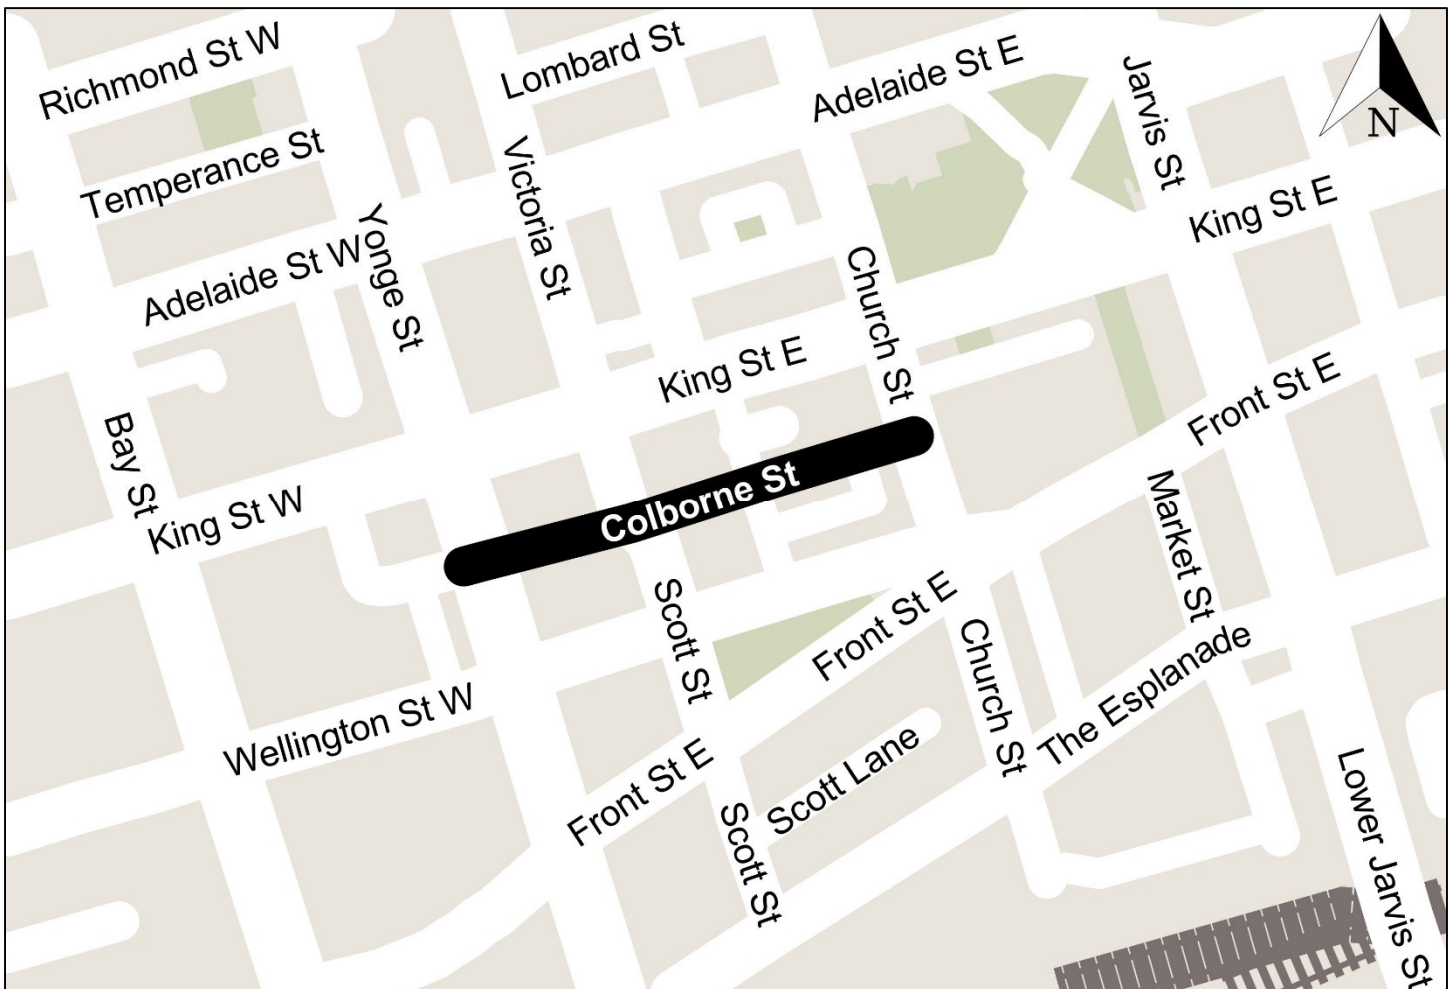 Richmond St W
Lombard St
Adelaide St E
Jarvis St
N
Temperance St
Victoria St
King St E
Yonge St
Adelaide St W
Church St
King St E
Front St E
Bay St
King St W
Colborne St
Market St
Scott St
Front St E
Church St
The Esplanade
Wellington St W
Front St E
Scott Lane
Scott St
Lower Jarvis St